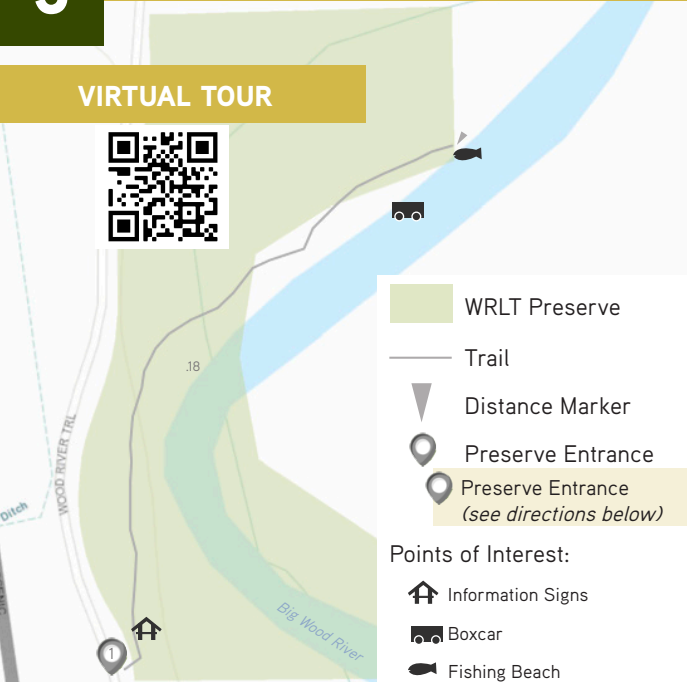 VIRTUAL TOUR
.18
WOOD RIVER TRL
Ditch
Big Wood River
1
WRLT Preserve
Trail
Distance Marker
Preserve Entrance
Preserve Entrance
(see directions below)
Points of Interest:
Information Signs
Boxcar
Fishing Beach